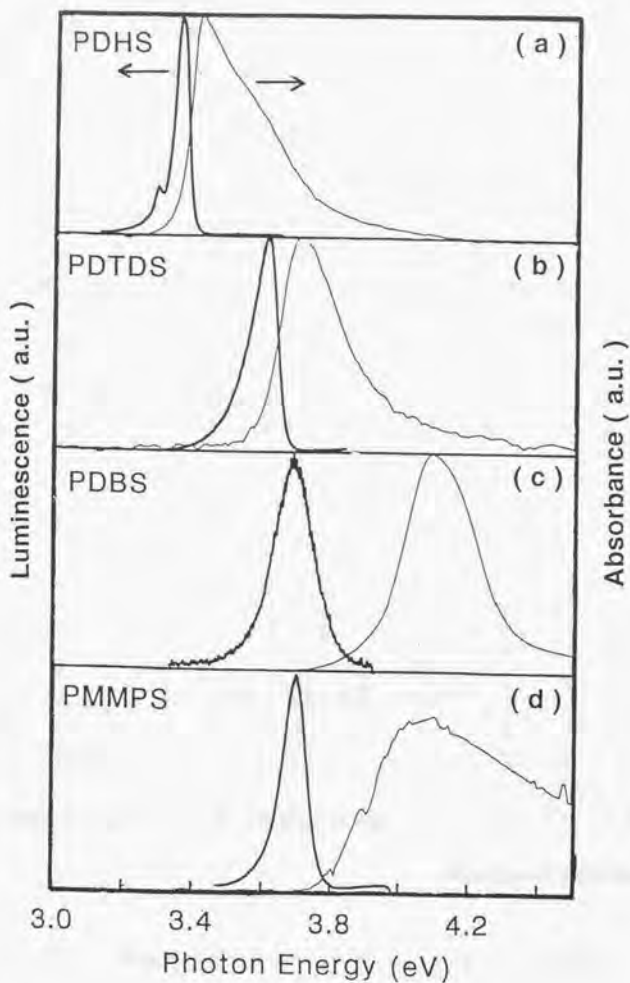 PDHS
(a)
PDTDS
(b)
PDBS
(c)
PMMPS
(d)
Luminescence (a.u.)
Absorbance (a.u.)
3.0 3.4 3.8 4.2
Photon Energy (eV)